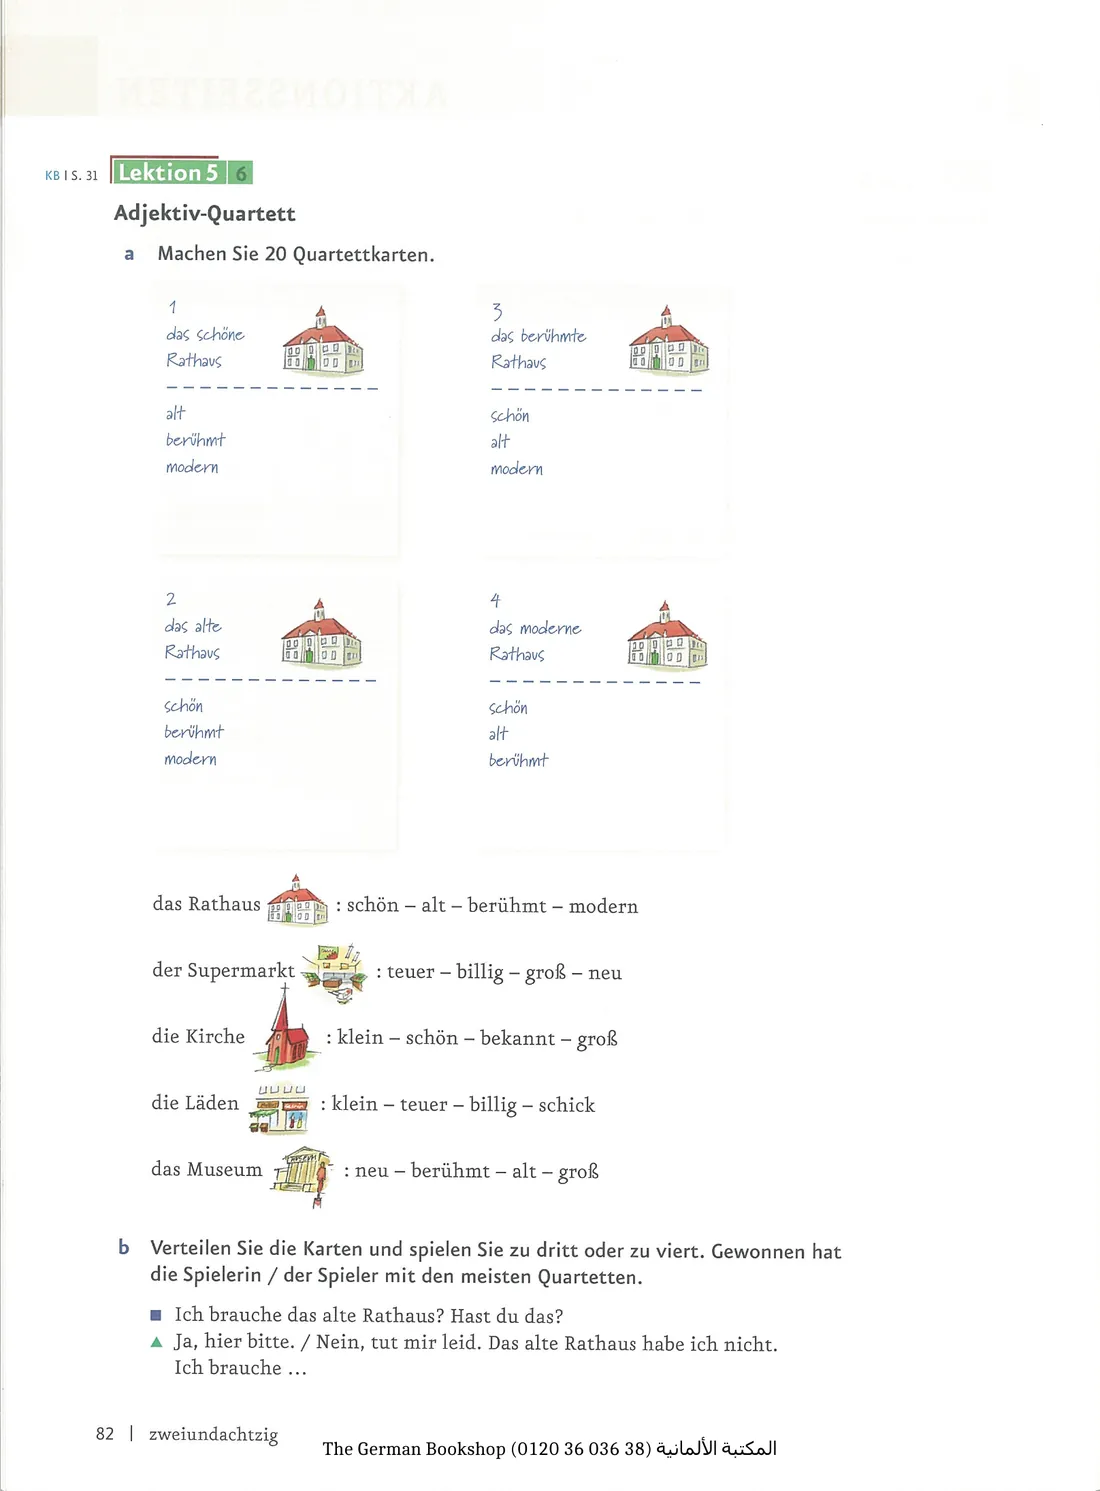 KB | S. 31 Lektion 5 6
Adjektiv-Quartett
a Machen Sie 20 Quartettkarten.
1
das schöne
Rathaus
alt
berühmt
modern
3
das berühmte
Rathaus
schön
alt
modern
2
das alte
Rathaus
schön
berühmt
modern
4
das moderne
Rathaus
schön
alt
berühmt
das Rathaus : schön – alt – berühmt – modern
der Supermarkt : teuer – billig – groß – neu
die Kirche : klein – schön – bekannt – groß
die Läden : klein – teuer – billig – schick
das Museum : neu – berühmt – alt – groß
b Verteilen Sie die Karten und spielen Sie zu dritt oder zu viert. Gewonnen hat
die Spielerin / der Spieler mit den meisten Quartetten.
■ Ich brauche das alte Rathaus? Hast du das?
▲ Ja, hier bitte. / Nein, tut mir leid. Das alte Rathaus habe ich nicht.
Ich brauche ...
82 | zweiundachtzig
The German Bookshop (0120 36 036 38) المكتبة الألمانية